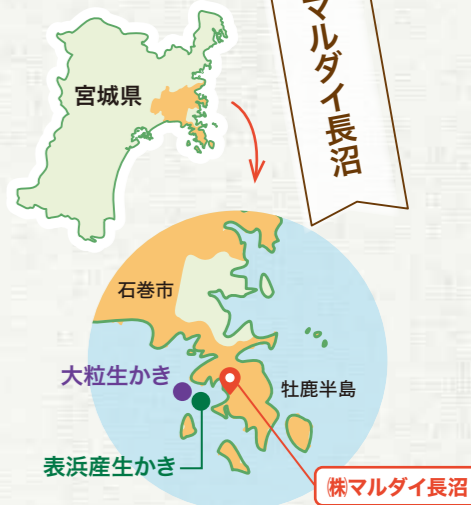 マルダイ長沼
宮城県
石巻市
大粒生かき
牡鹿半島
表浜産生かき
㈱マルダイ長沼